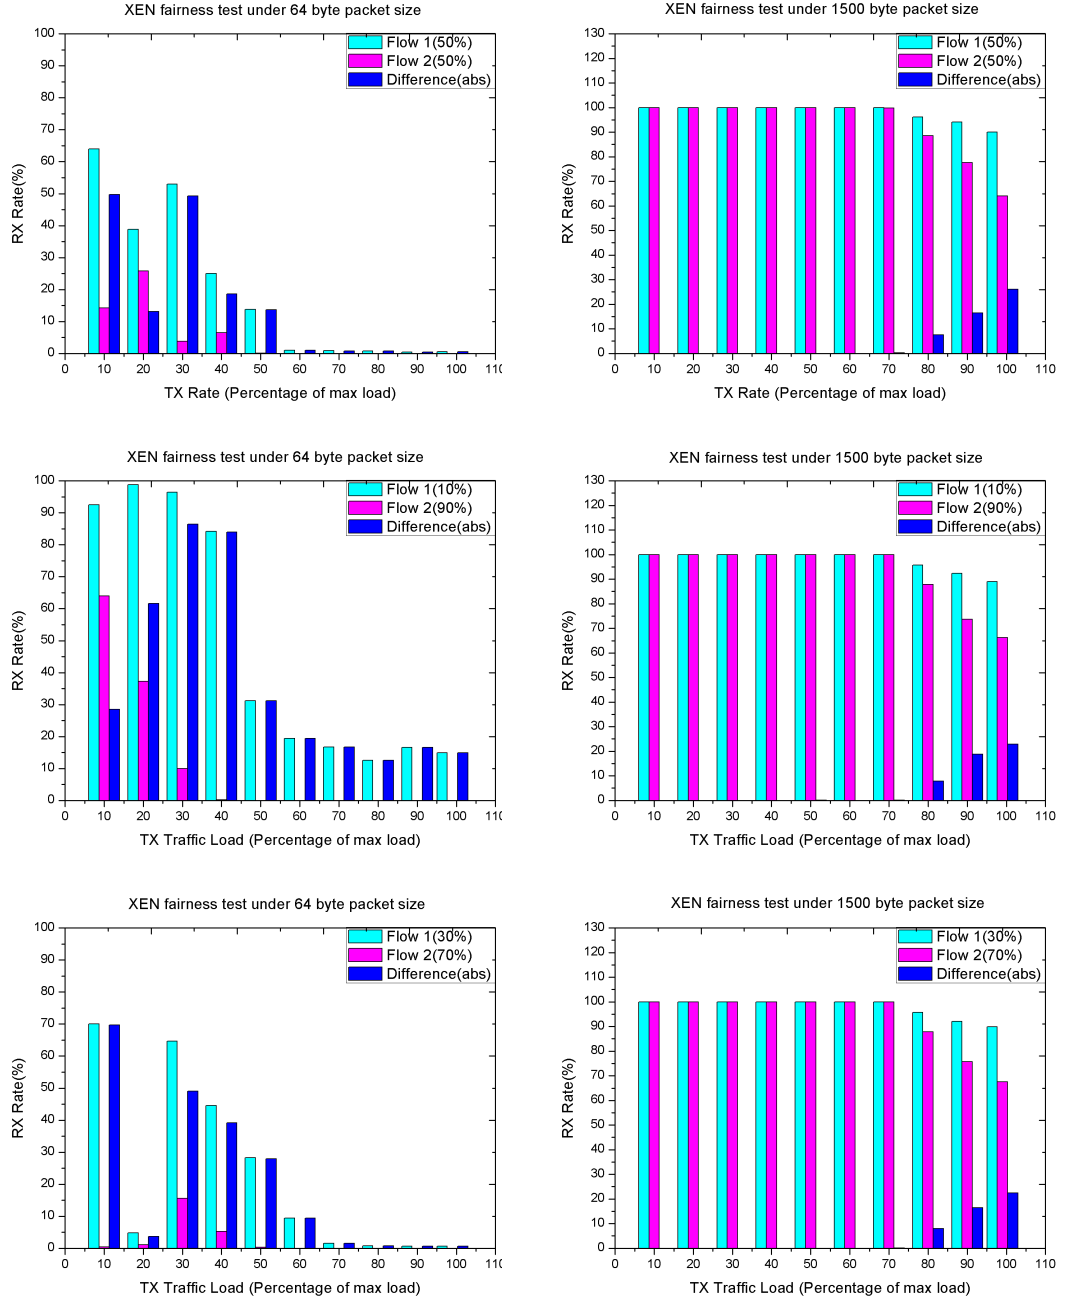 XEN fairness test under 64 byte packet size
Flow 1(50%)
Flow 2(50%)
Difference(abs)
100
90
80
70
60
50
40
30
20
10
0
RX Rate(%)
0 10 20 30 40 50 60 70 80 90 100 110
TX Rate (Percentage of max load)
XEN fairness test under 1500 byte packet size
Flow 1(50%)
Flow 2(50%)
Difference(abs)
130
120
110
100
90
80
70
60
50
40
30
20
10
0
RX Rate(%)
0 10 20 30 40 50 60 70 80 90 100 110
TX Rate (Percentage of max load)
XEN fairness test under 64 byte packet size
Flow 1(10%)
Flow 2(90%)
Difference(abs)
100
90
80
70
60
50
40
30
20
10
0
RX Rate(%)
0 10 20 30 40 50 60 70 80 90 100 110
TX Traffic Load (Percentage of max load)
XEN fairness test under 1500 byte packet size
Flow 1(10%)
Flow 2(90%)
Difference(abs)
130
120
110
100
90
80
70
60
50
40
30
20
10
0
RX Rate(%)
0 10 20 30 40 50 60 70 80 90 100 110
TX Traffic Load (Percentage of max load)
XEN fairness test under 64 byte packet size
Flow 1(30%)
Flow 2(70%)
Difference(abs)
100
90
80
70
60
50
40
30
20
10
0
RX Rate(%)
0 10 20 30 40 50 60 70 80 90 100 110
TX Traffic Load (Percentage of max load)
XEN fairness test under 1500 byte packet size
Flow 1(30%)
Flow 2(70%)
Difference(abs)
130
120
110
100
90
80
70
60
50
40
30
20
10
0
RX Rate(%)
0 10 20 30 40 50 60 70 80 90 100 110
TX Traffic Load (Percentage of max load)